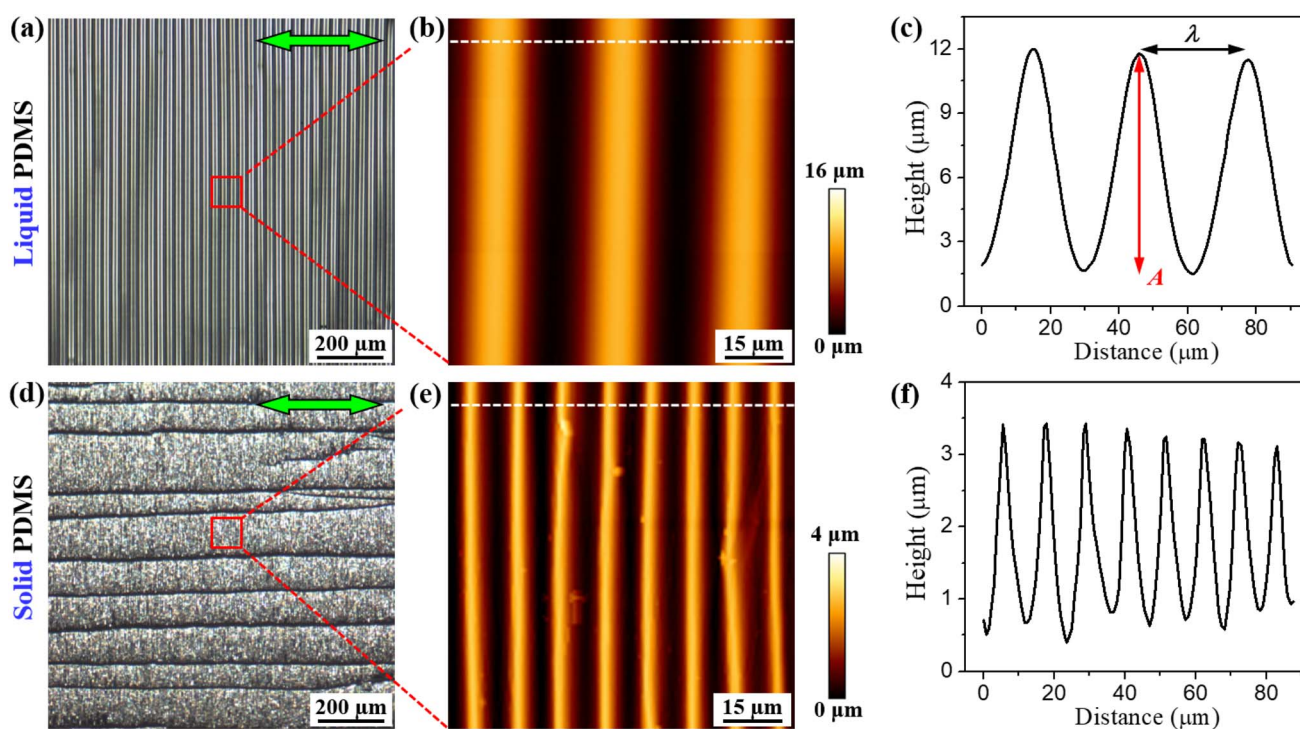 (a)
Liquid PDMS
200 µm
(b)
16 µm
0 µm
15 µm
(c)
Height (µm)
12
9
6
3
0
λ
A
0 20 40 60 80
Distance (µm)
(d)
Solid PDMS
200 µm
(e)
4 µm
0 µm
15 µm
(f)
Height (µm)
4
3
2
1
0
0 20 40 60 80
Distance (µm)